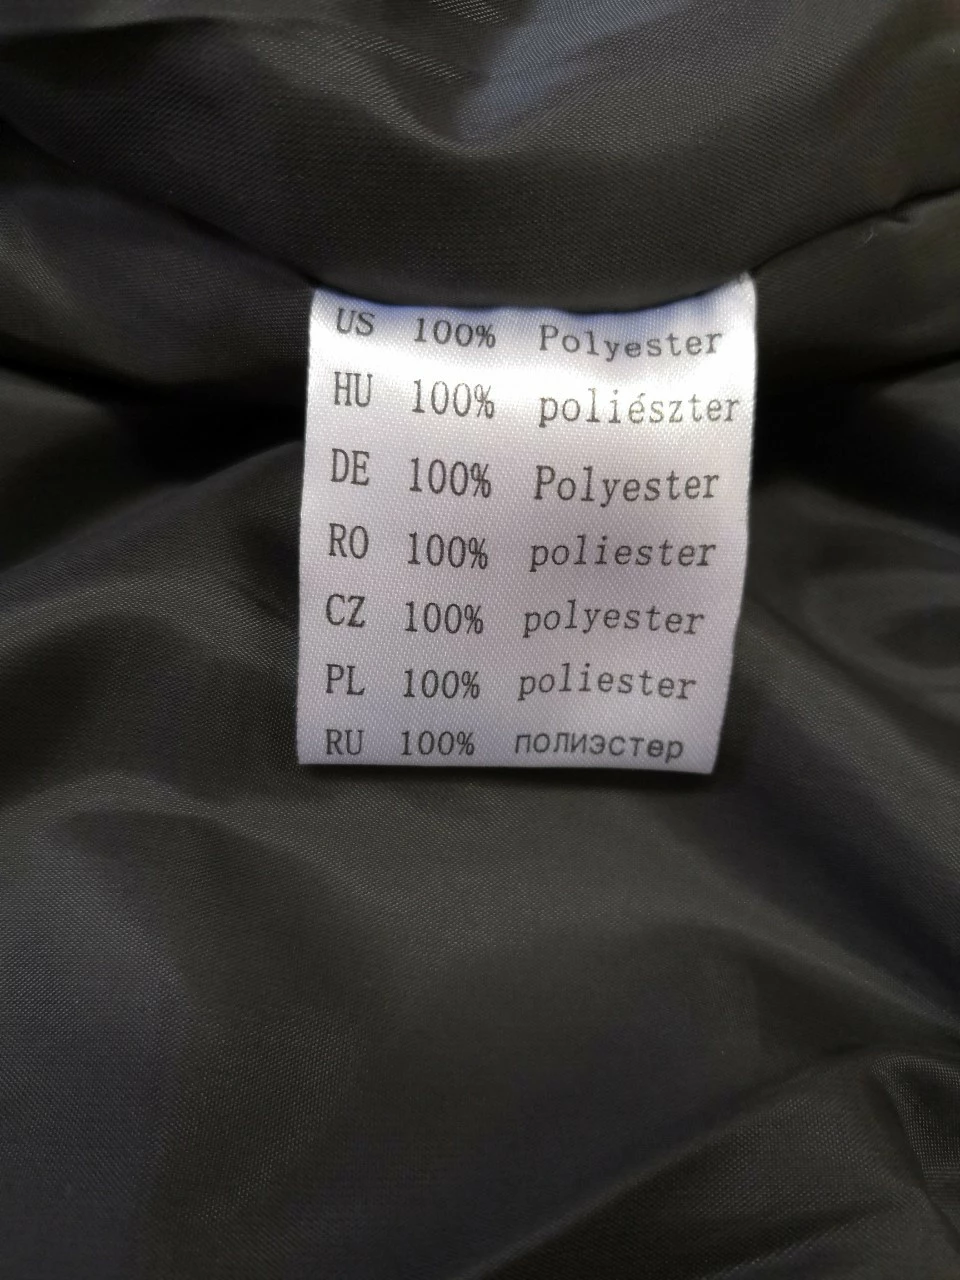 US 100% Polyester
HU 100% poliészter
DE 100% Polyester
RO 100% poliester
CZ 100% polyester
PL 100% poliester
RU 100% полиэстер